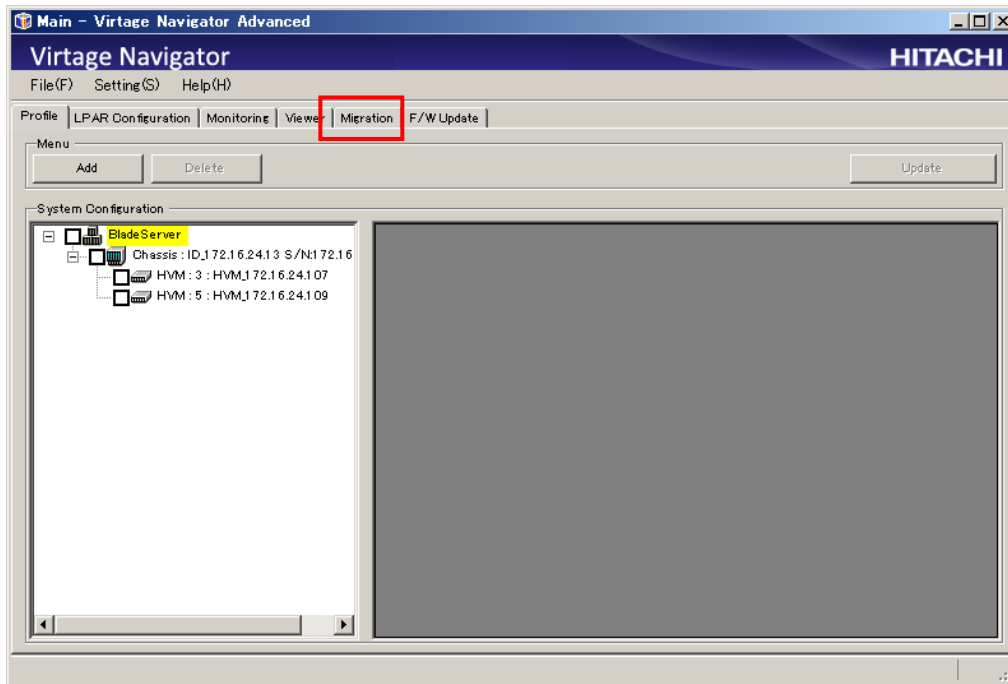 Main - Virtage Navigator Advanced
Virtage Navigator
HITACHI
File(F) Setting(S) Help(H)
Profile LPAR Configuration Monitoring Viewer Migration F/W Update
Menu
Add Delete Update
System Configuration
BladeServer
Chassis : ID_172.16.24.13 S/N:172.16
HVM : 3 : HVM_172.16.24.107
HVM : 5 : HVM_172.16.24.109